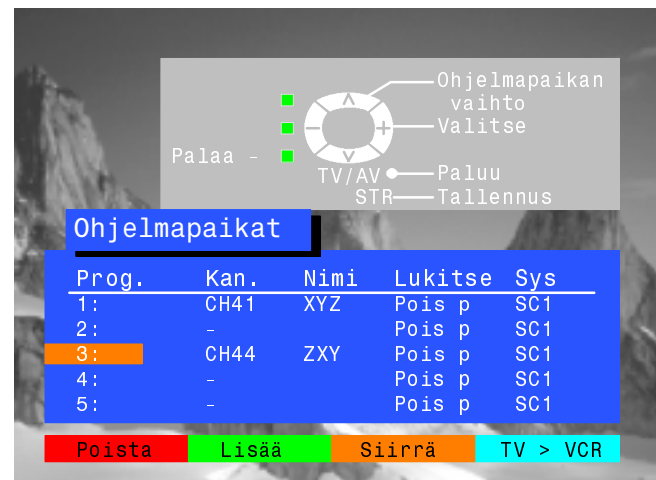 Ohjelmapaikan
vaihto
Valitse
Palaa -
TV/AV Paluu
STR Tallennus
Ohjelmapaikat
Prog. Kan. Nimi Lukitse Sys
1: CH41 XYZ Pois p SC1
2: - Pois p SC1
3: CH44 ZXY Pois p SC1
4: - Pois p SC1
5: - Pois p SC1
Poista Lisää Siirrä TV > VCR